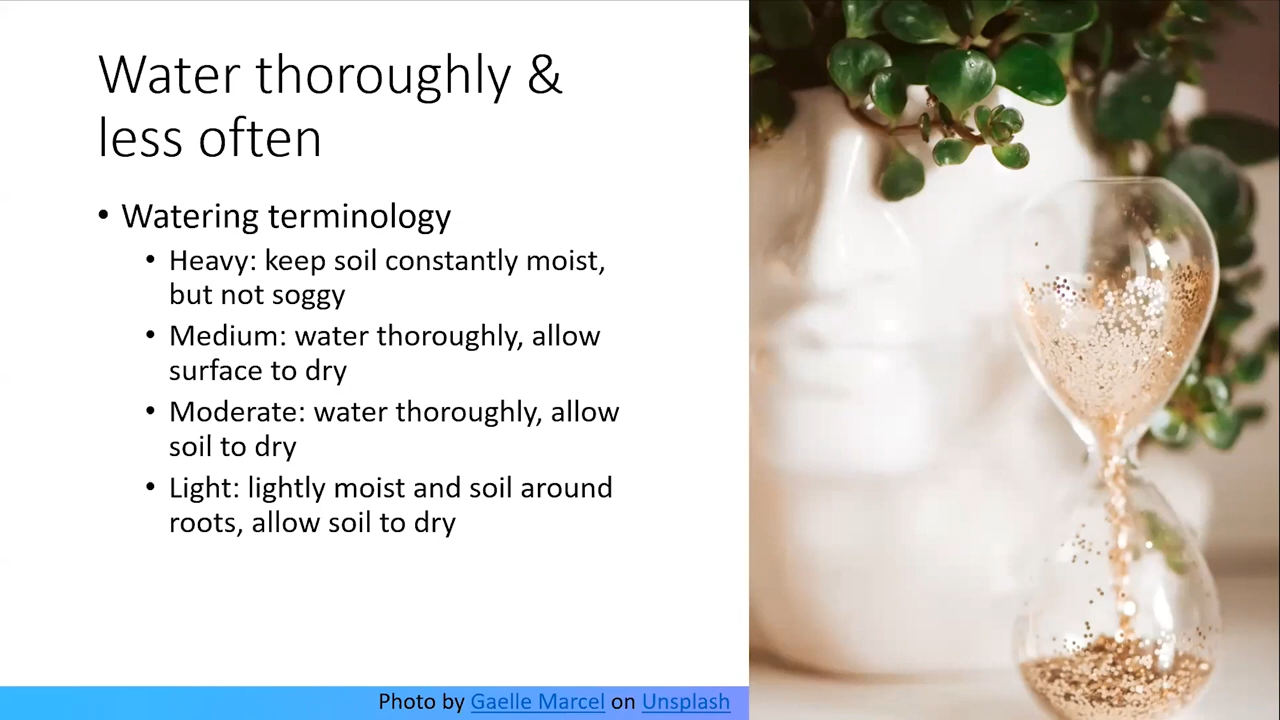 Water thoroughly &
less often
• Watering terminology
• Heavy: keep soil constantly moist,
but not soggy
• Medium: water thoroughly, allow
surface to dry
• Moderate: water thoroughly, allow
soil to dry
• Light: lightly moist and soil around
roots, allow soil to dry
Photo by Gaelle Marcel on Unsplash